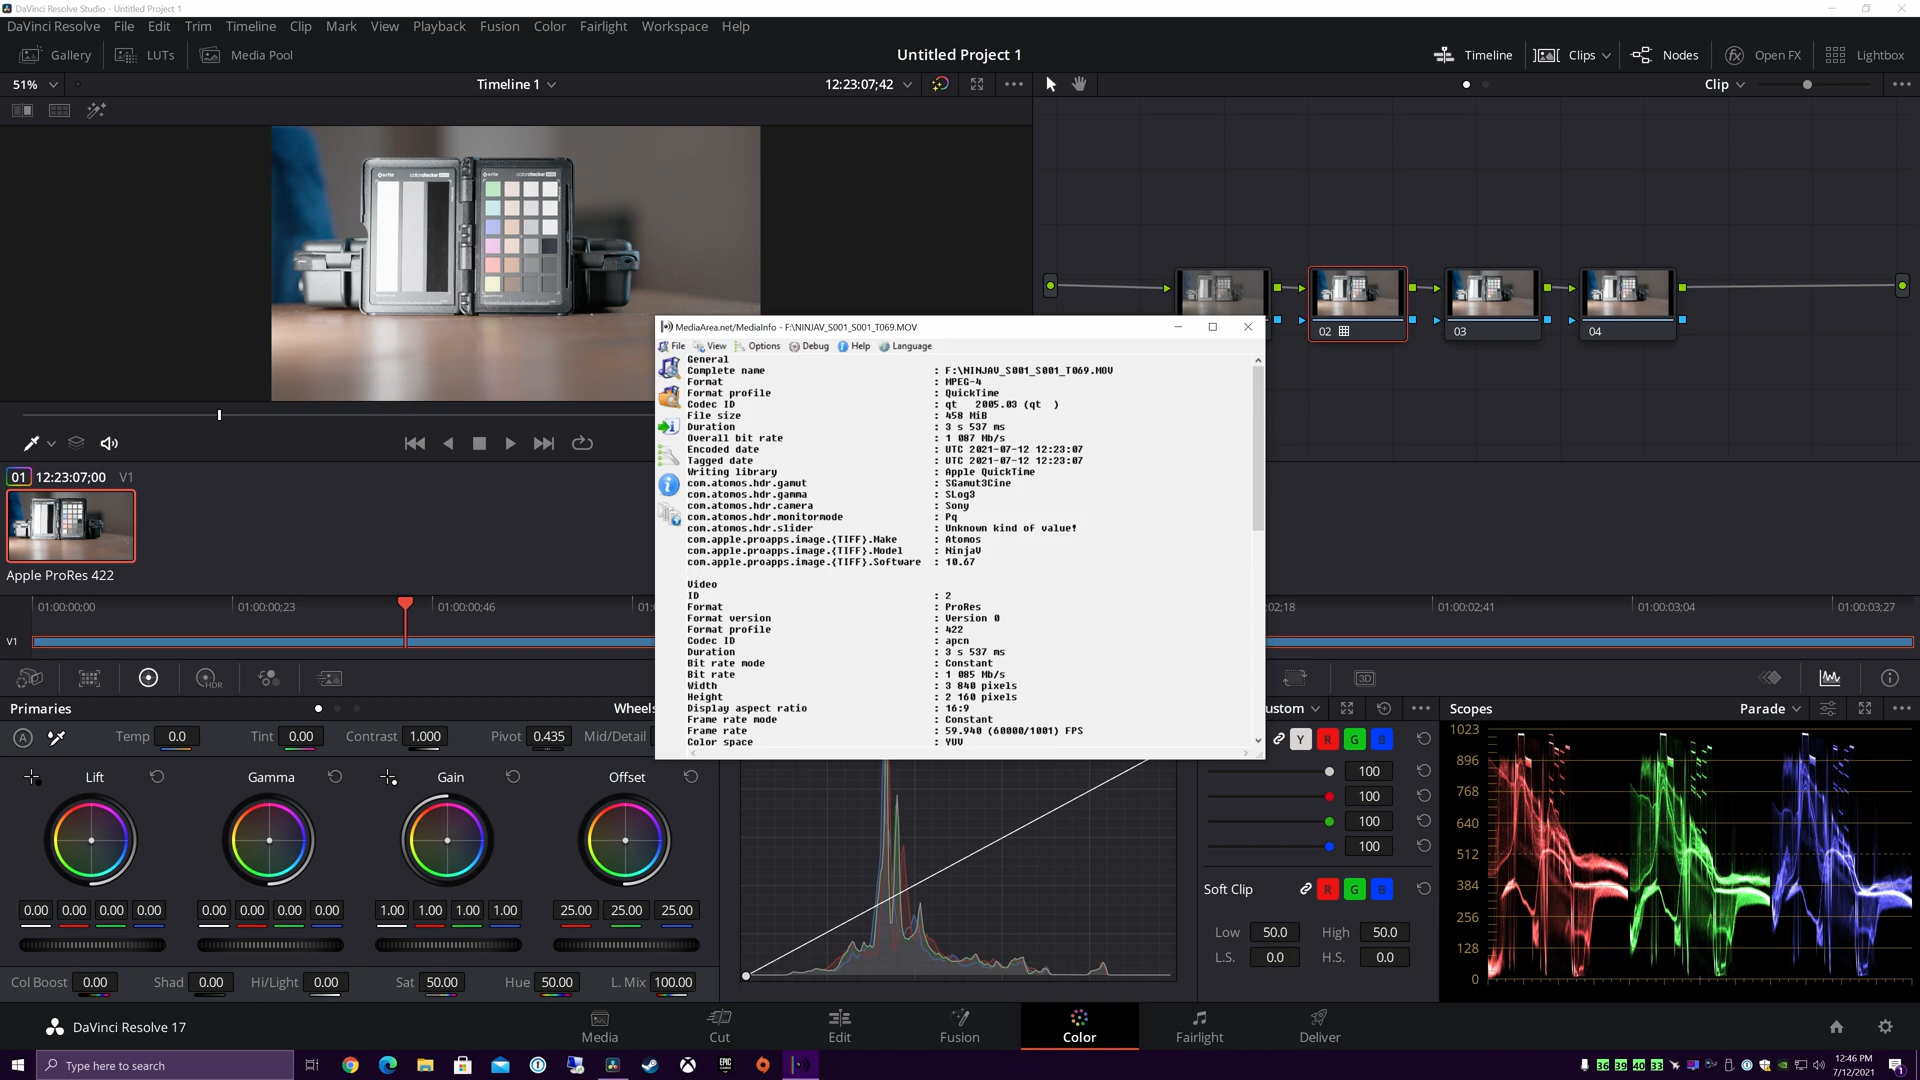 DaVinci Resolve Studio - Untitled Project 1
DaVinci Resolve File Edit Trim Timeline Clip Mark View Playback Fusion Color Fairlight Workspace Help
Gallery LUTs Media Pool Untitled Project 1 Timeline Clips Nodes Open FX Lightbox
51% Timeline 1 12:23:07;42 Clip
x-rite colorchecker x-rite colorchecker
02 03 04
MediaArea.net/MediaInfo - F:\NINJAV_S001_S001_T069.MOV
File View Options Debug Help Language
General
Complete name : F:\NINJAV_S001_S001_T069.MOV
Format : MPEG-4
Format profile : QuickTime
Codec ID : qt 2005.03 (qt )
File size : 458 MiB
Duration : 3 s 537 ms
Overall bit rate : 1 087 Mb/s
Encoded date : UTC 2021-07-12 12:23:07
Tagged date : UTC 2021-07-12 12:23:07
Writing library : Apple QuickTime
com.atomos.hdr.gamut : SGamut3Cine
com.atomos.hdr.gamma : SLog3
com.atomos.hdr.camera : Sony
com.atomos.hdr.monitormode : Pq
com.atomos.hdr.slider : Unknown kind of value!
com.apple.proapps.image.{TIFF}.Make : Atomos
com.apple.proapps.image.{TIFF}.Model : NinjaV
com.apple.proapps.image.{TIFF}.Software : 10.67
Video
ID : 2
Format : ProRes
Format version : Version 0
Format profile : 422
Codec ID : apcn
Duration : 3 s 537 ms
Bit rate mode : Constant
Bit rate : 1 085 Mb/s
Width : 3 840 pixels
Height : 2 160 pixels
Display aspect ratio : 16:9
Frame rate mode : Constant
Frame rate : 59.940 (60000/1001) FPS
Color space : YUV
01 12:23:07;00 V1
Apple ProRes 422
01:00:00;00 01:00:00;23 01:00:00;46 01: 02;18 01:00:02;41 01:00:03;04 01:00:03;27
V1
HDR 3D
Primaries Wheels ustom Scopes Parade
A Temp 0.0 Tint 0.00 Contrast 1.000 Pivot 0.435 Mid/Detail
Lift Gamma Gain Offset
0.00 0.00 0.00 0.00 0.00 0.00 0.00 0.00 1.00 1.00 1.00 1.00 25.00 25.00 25.00
Col Boost 0.00 Shad 0.00 Hi/Light 0.00 Sat 50.00 Hue 50.00 L. Mix 100.00
Y R G B
100
100
100
100
Soft Clip R G B
Low 50.0 High 50.0
L.S. 0.0 H.S. 0.0
1023
896
768
640
512
384
256
128
0
DaVinci Resolve 17 Media Cut Edit Fusion Color Fairlight Deliver
Type here to search
36 39 40 33
12:46 PM
7/12/2021
1